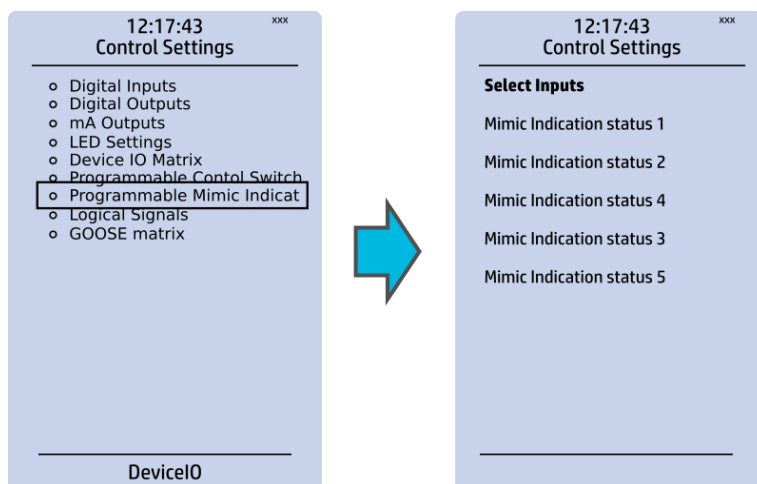 12:17:43
xxx
Control Settings
Digital Inputs
Digital Outputs
mA Outputs
LED Settings
Device IO Matrix
Programmable Contol Switch
Programmable Mimic Indicat
Logical Signals
GOOSE matrix
DeviceIO
12:17:43
xxx
Control Settings
Select Inputs
Mimic Indication status 1
Mimic Indication status 2
Mimic Indication status 4
Mimic Indication status 3
Mimic Indication status 5